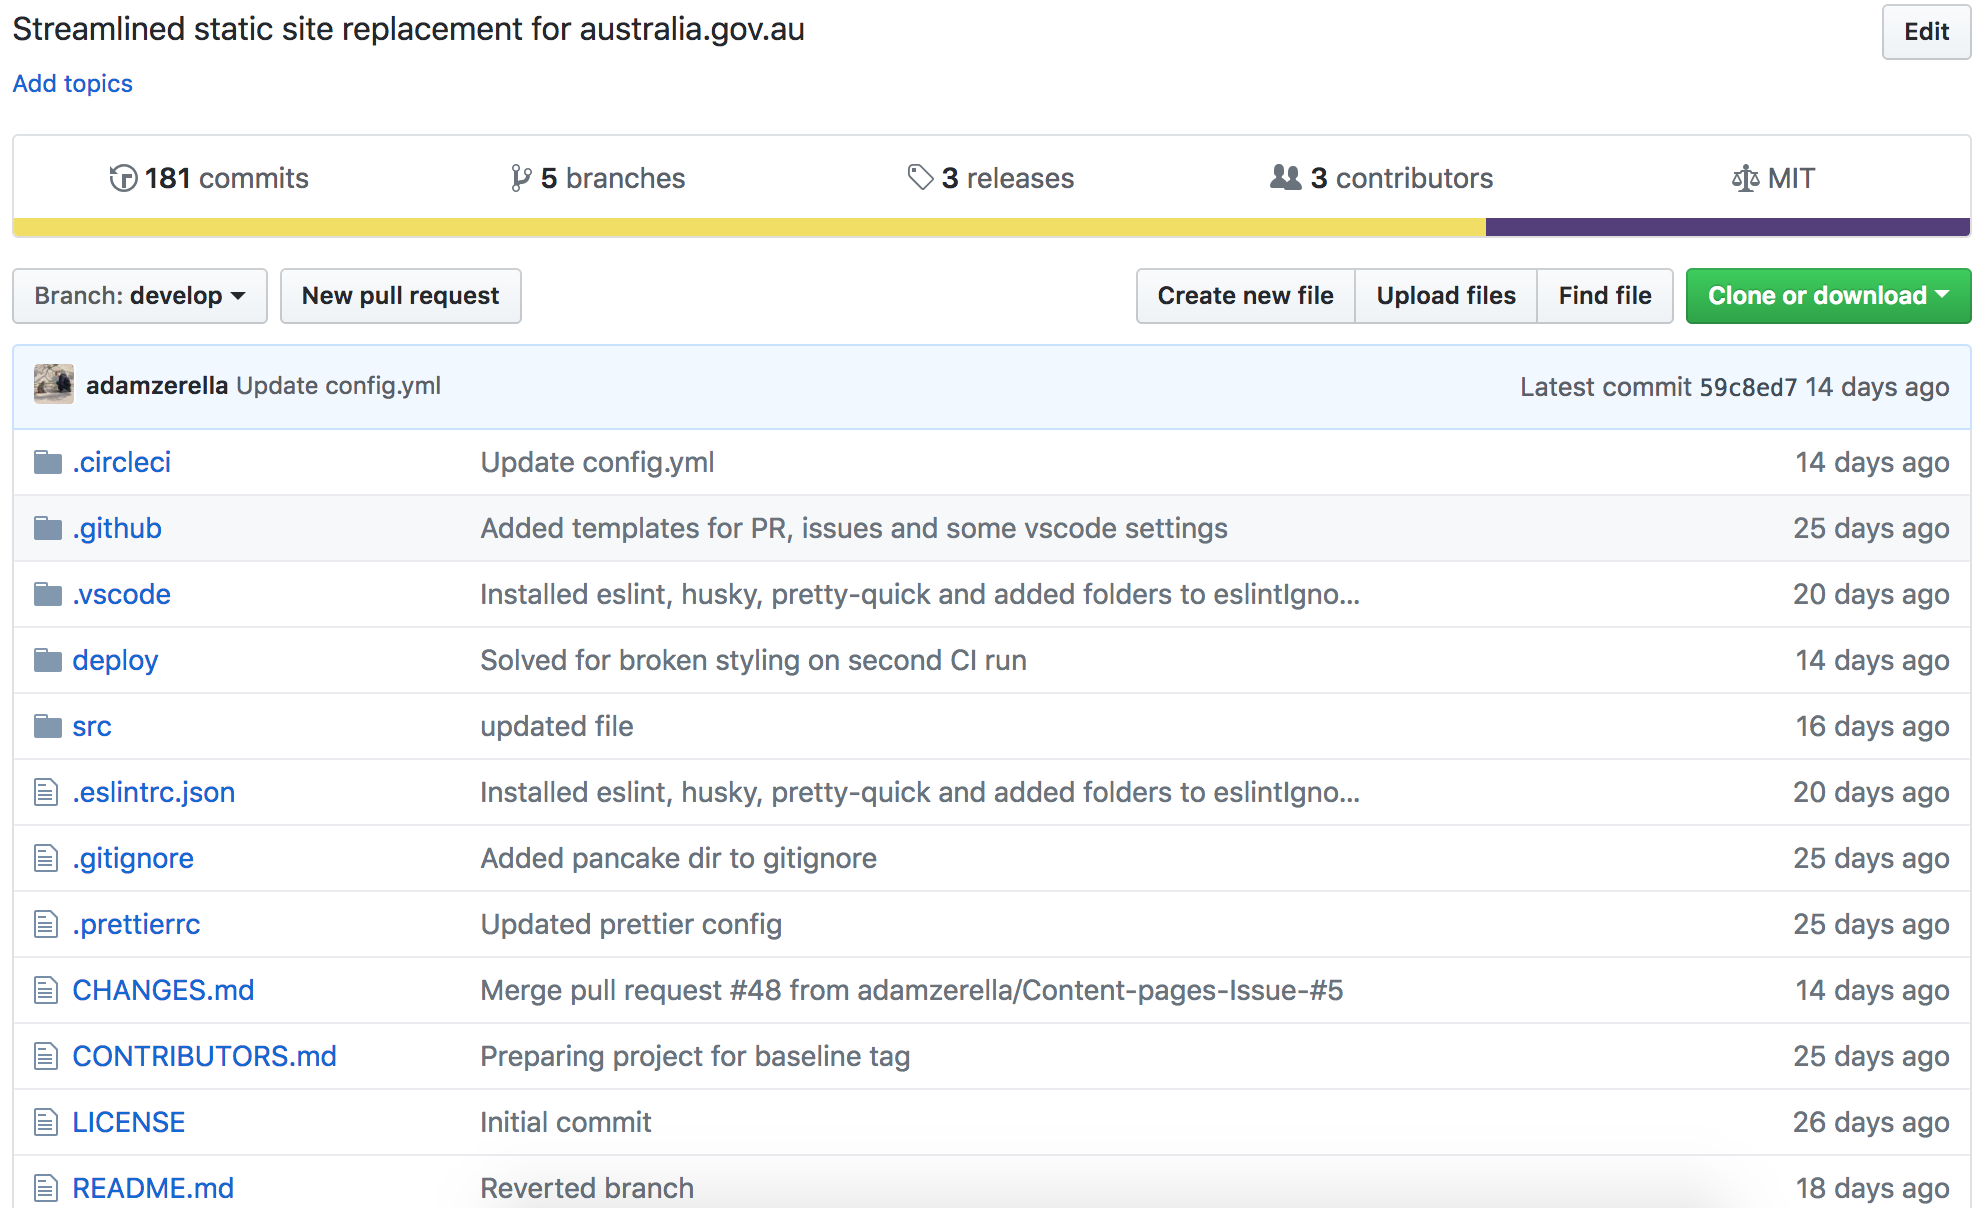 Streamlined static site replacement for australia.gov.au
Edit
Add topics
181 commits 5 branches 3 releases 3 contributors MIT
Branch: develop New pull request Create new file Upload files Find file Clone or download
adamzerella Update config.yml Latest commit 59c8ed7 14 days ago
.circleci Update config.yml 14 days ago
.github Added templates for PR, issues and some vscode settings 25 days ago
.vscode Installed eslint, husky, pretty-quick and added folders to eslintIgno... 20 days ago
deploy Solved for broken styling on second CI run 14 days ago
src updated file 16 days ago
.eslintrc.json Installed eslint, husky, pretty-quick and added folders to eslintIgno... 20 days ago
.gitignore Added pancake dir to gitignore 25 days ago
.prettierrc Updated prettier config 25 days ago
CHANGES.md Merge pull request #48 from adamzerella/Content-pages-Issue-#5 14 days ago
CONTRIBUTORS.md Preparing project for baseline tag 25 days ago
LICENSE Initial commit 26 days ago
README.md Reverted branch 18 days ago